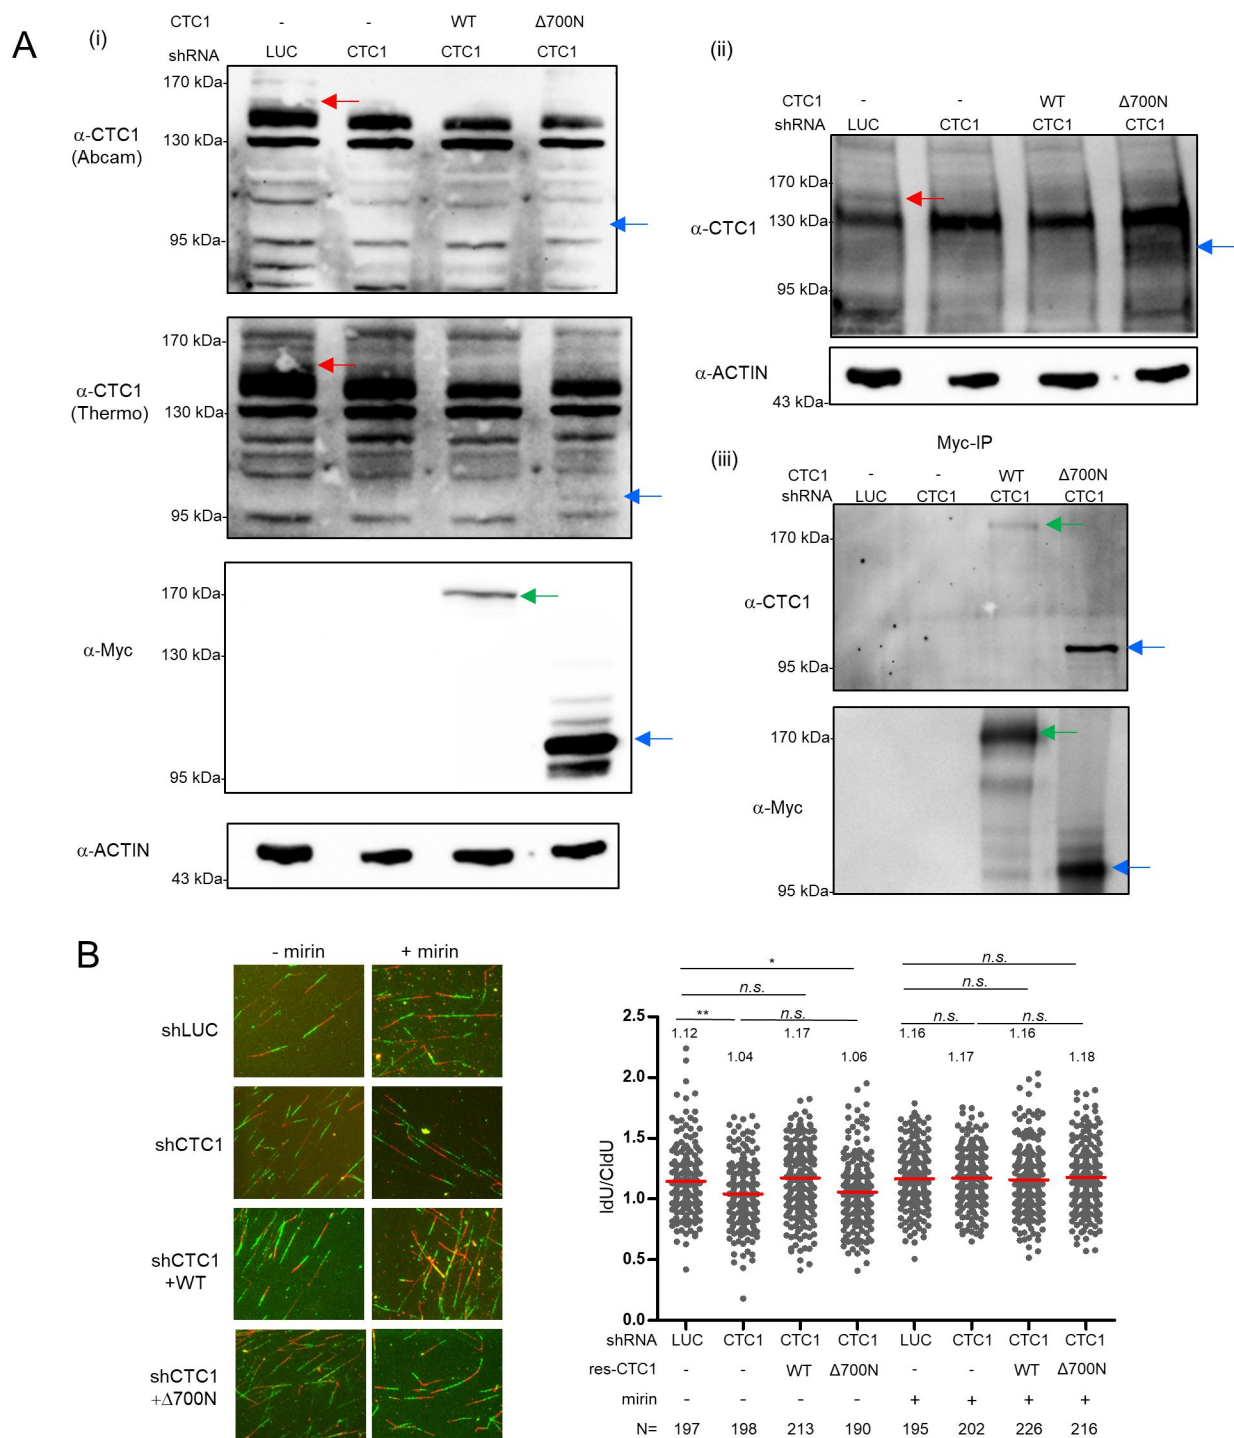 A
(i)
CTC1 - - WT Δ700N
shRNA LUC CTC1 CTC1 CTC1
α-CTC1
(Abcam)
170 kDa-
130 kDa-
95 kDa-
α-CTC1
(Thermo)
170 kDa-
130 kDa-
95 kDa-
α-Myc
170 kDa-
130 kDa-
95 kDa-
α-ACTIN
43 kDa-
(ii)
CTC1 - - WT Δ700N
shRNA LUC CTC1 CTC1 CTC1
α-CTC1
170 kDa-
130 kDa-
95 kDa-
α-ACTIN
43 kDa-
(iii)
Myc-IP
CTC1 - - WT Δ700N
shRNA LUC CTC1 CTC1 CTC1
170 kDa-
α-CTC1
95 kDa-
170 kDa-
α-Myc
95 kDa-
B
- mirin + mirin
shLUC
shCTC1
shCTC1
+WT
shCTC1
+Δ700N
* n.s.
n.s. n.s.
** n.s. n.s. n.s.
1.12 1.04 1.17 1.06 1.16 1.17 1.16 1.18
IdU/CldU
2.5
2.0
1.5
1.0
0.5
0.0
shRNA LUC CTC1 CTC1 CTC1 LUC CTC1 CTC1 CTC1
res-CTC1 - - WT Δ700N - - WT Δ700N
mirin - - - - + + + +
N= 197 198 213 190 195 202 226 216